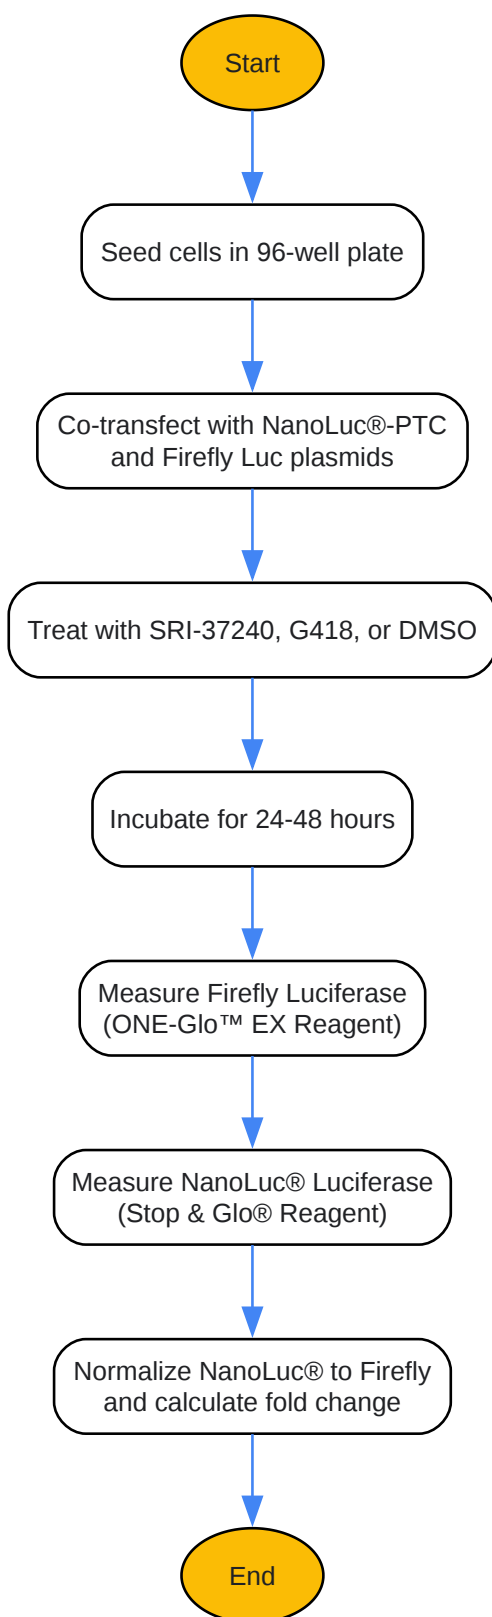 Start
Seed cells in 96-well plate
Co-transfect with NanoLuc®-PTC
and Firefly Luc plasmids
Treat with SRI-37240, G418, or DMSO
Incubate for 24-48 hours
Measure Firefly Luciferase
(ONE-Glo™ EX Reagent)
Measure NanoLuc® Luciferase
(Stop & Glo® Reagent)
Normalize NanoLuc® to Firefly
and calculate fold change
End